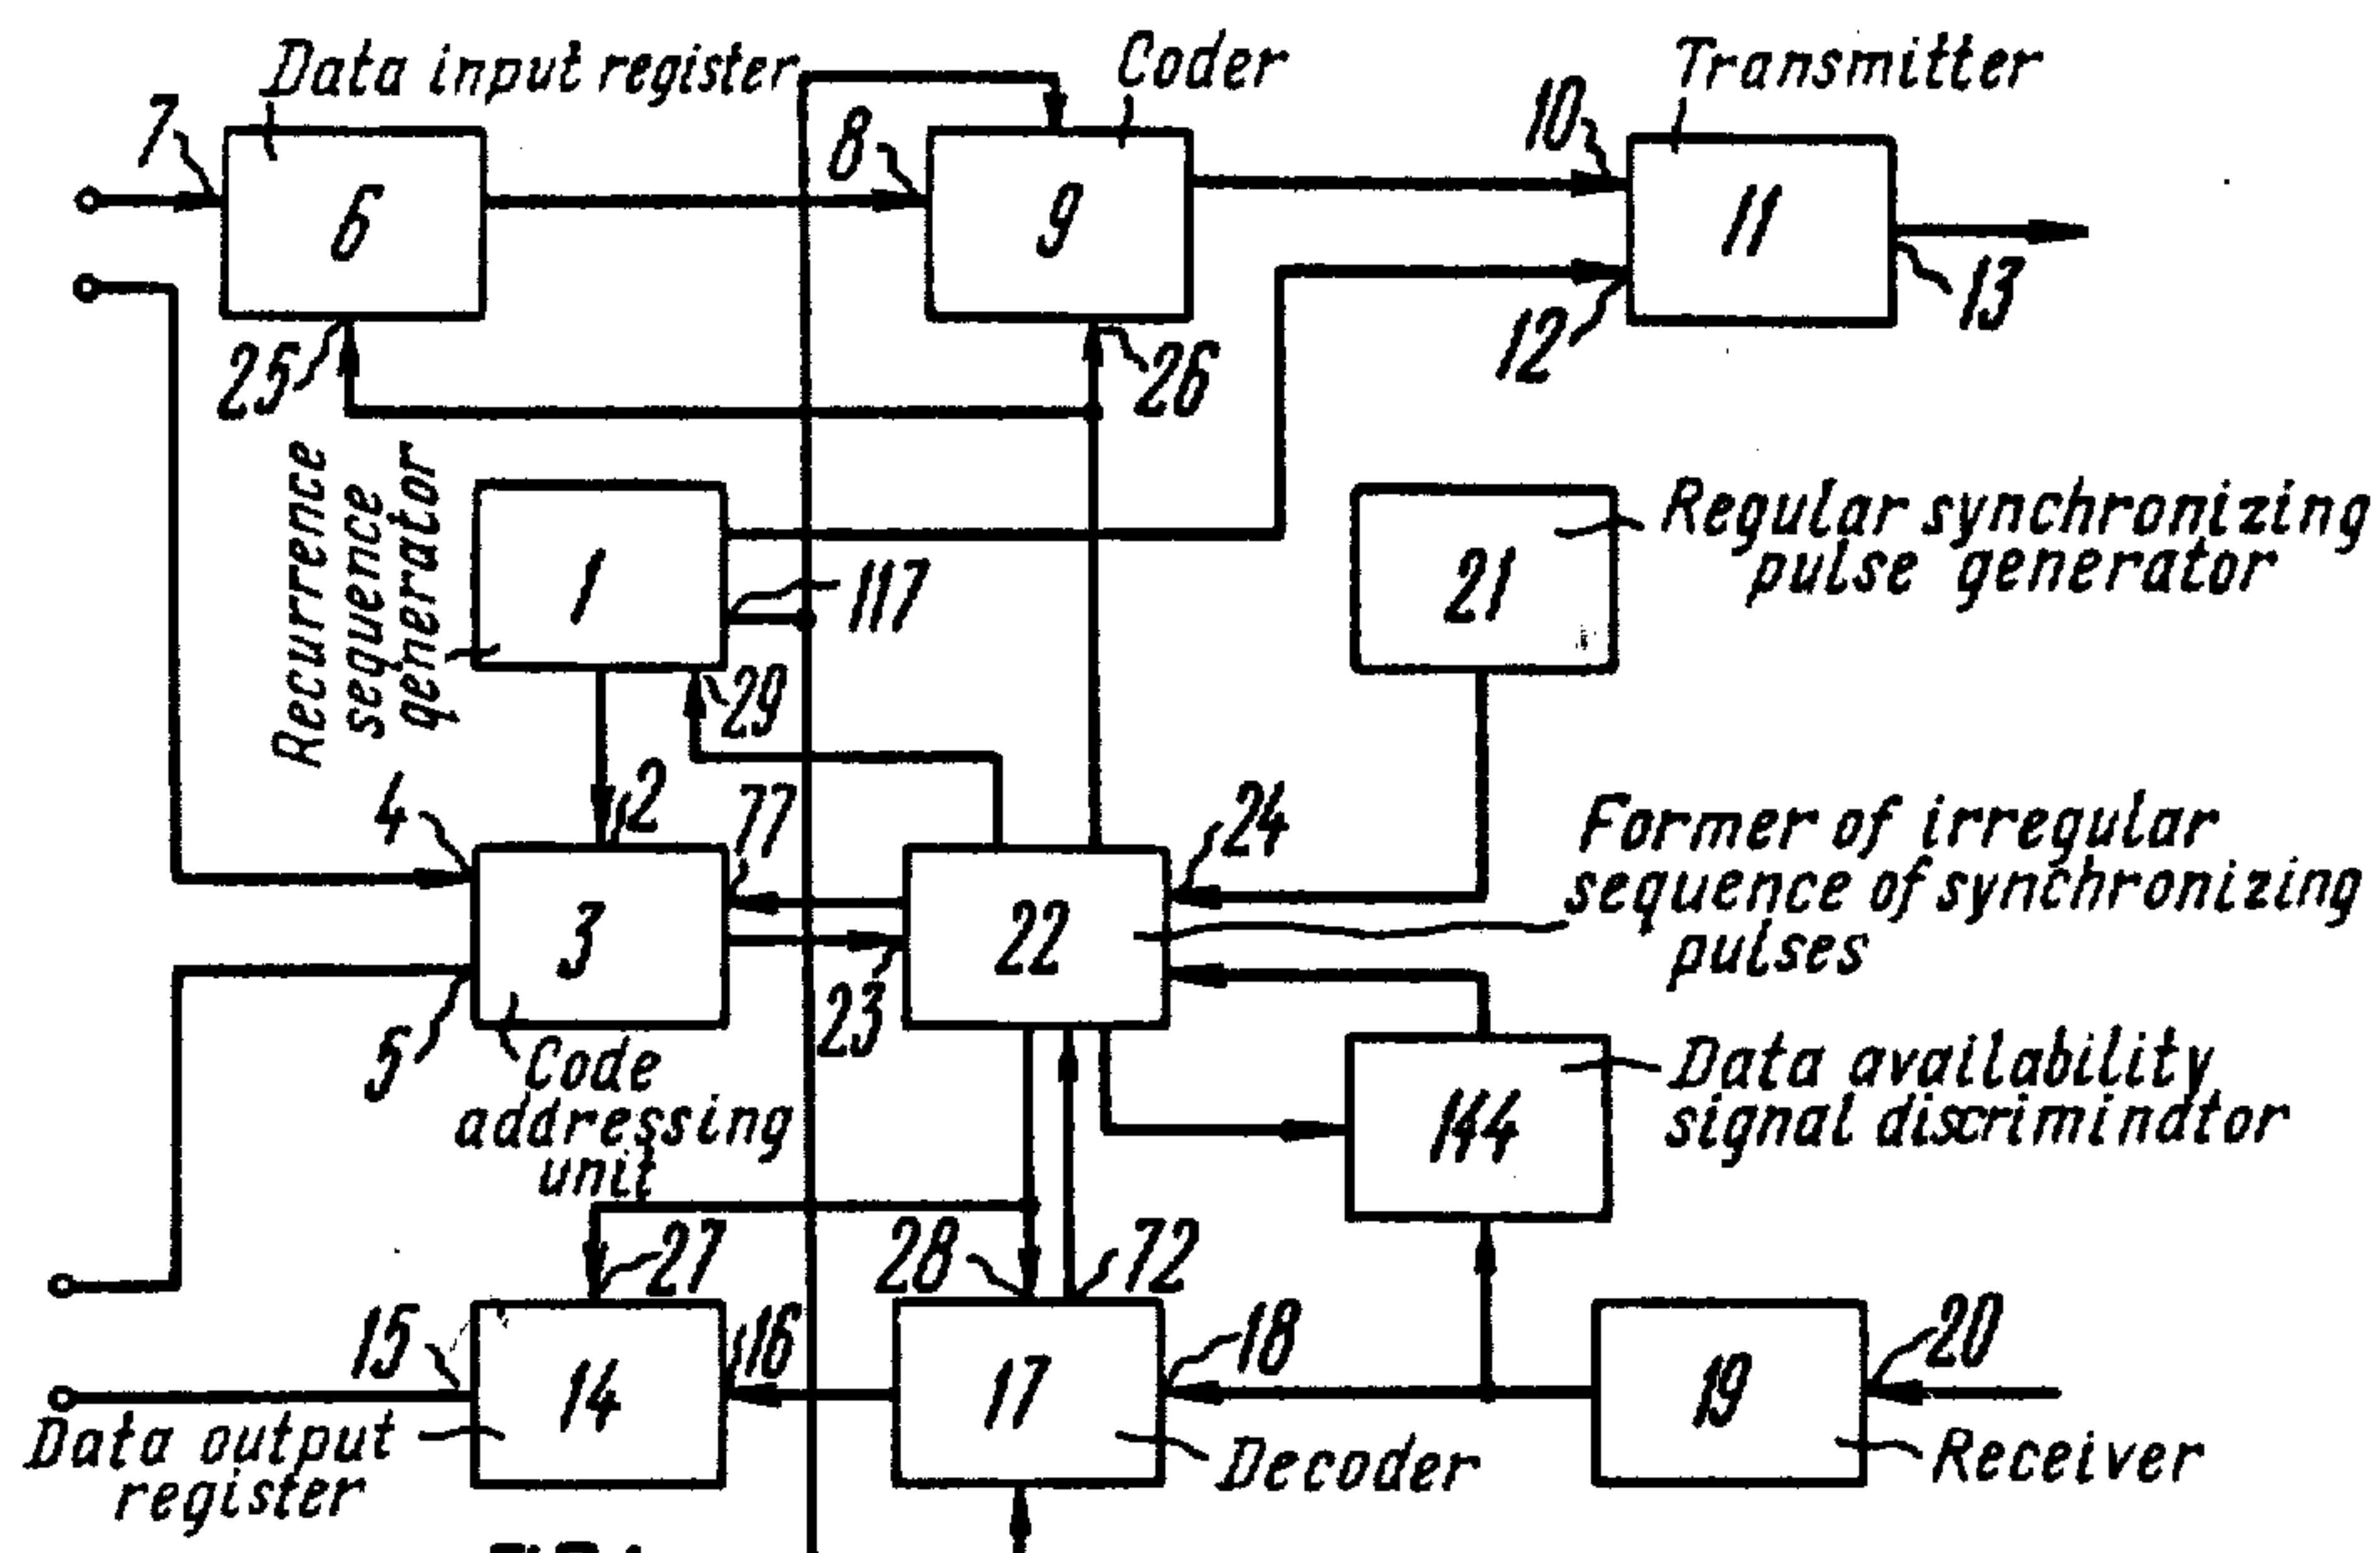 Data input register
Coder
Transmitter
7
8
10
6
9
11
25
26
12
13
Recurrence
sequence
generator
1
117
21
Regular synchronizing
pulse generator
29
4
2
77
24
Former of irregular
sequence of synchronizing
pulses
3
22
5
23
Code
addressing
unit
144
Data availability
signal discriminator
27
28
72
15
16
18
20
14
17
19
Data output
register
Decoder
Receiver